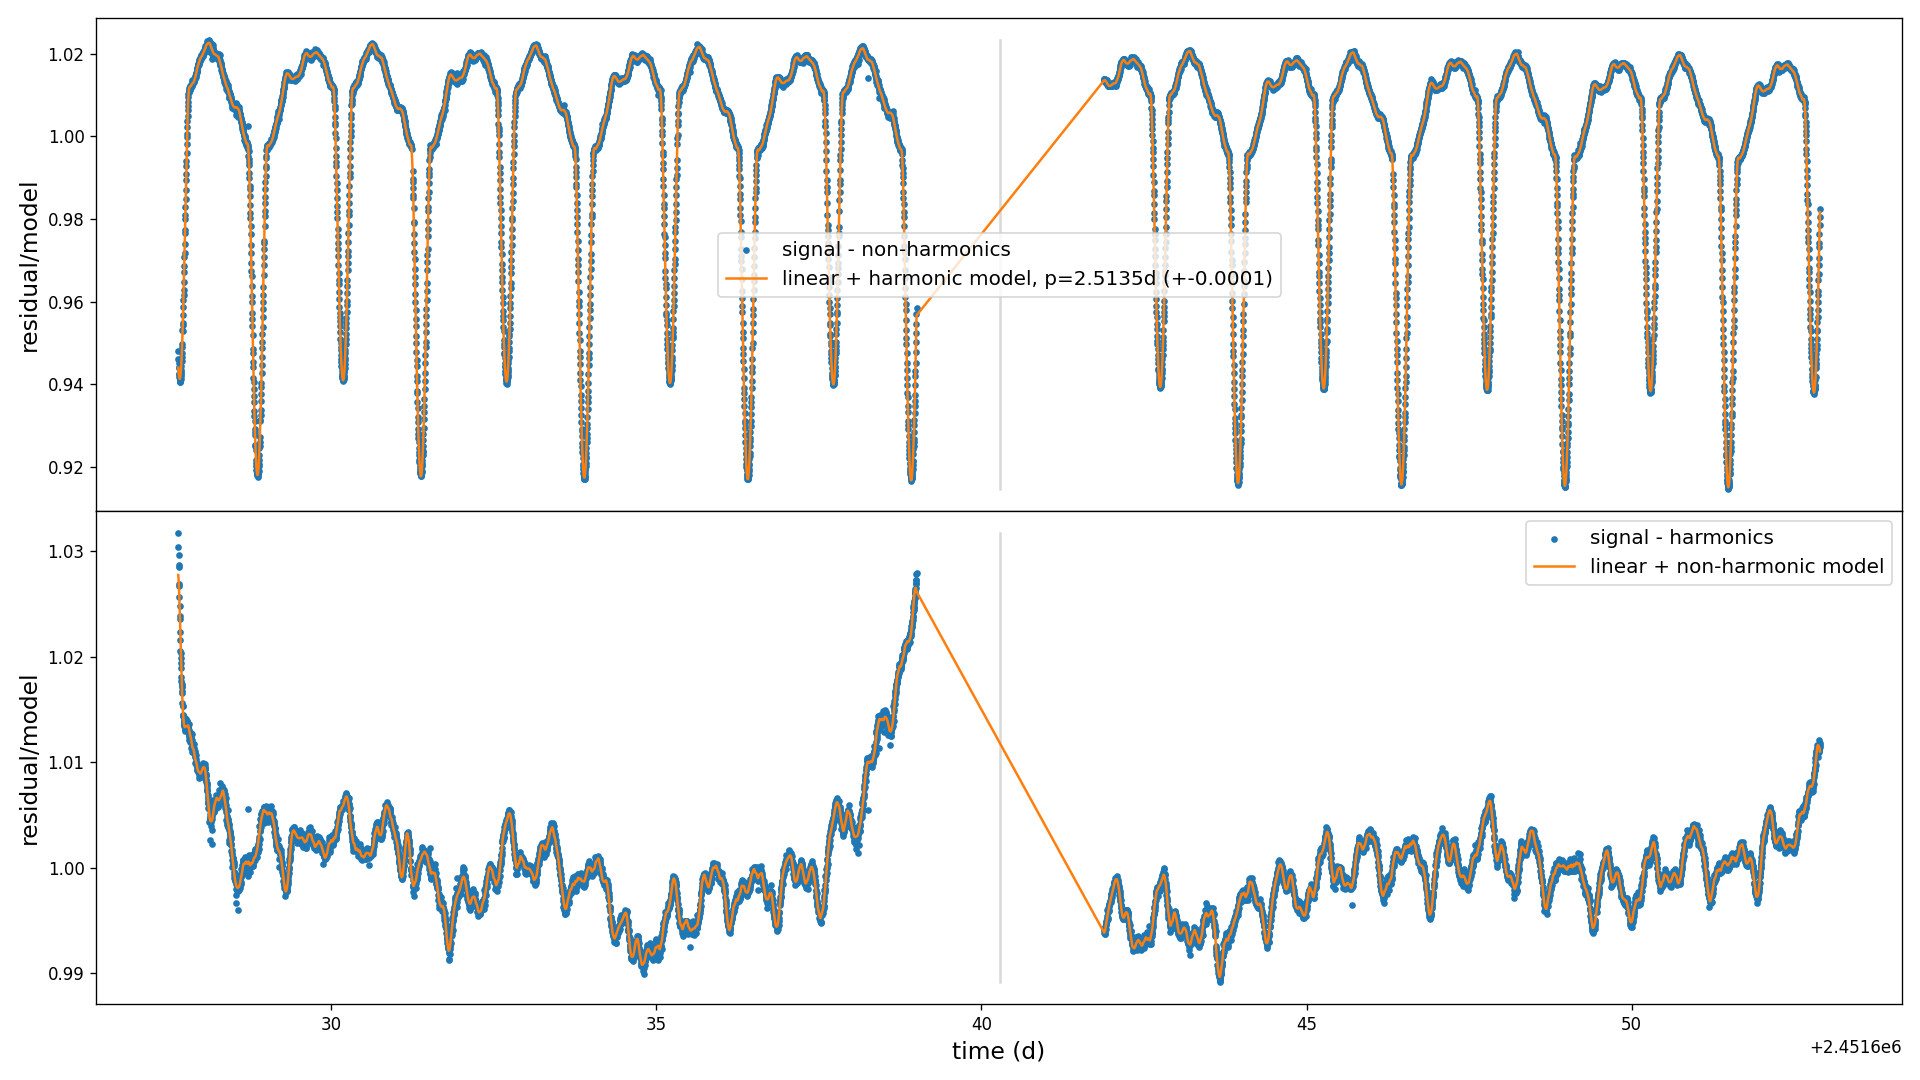 1.02
1.00
0.98
0.96
0.94
0.92
residual/model
signal - non-harmonics
linear + harmonic model, p=2.5135d (+-0.0001)
1.03
1.02
1.01
1.00
0.99
residual/model
signal - harmonics
linear + non-harmonic model
30
35
40
45
50
time (d)
+2.4516e6